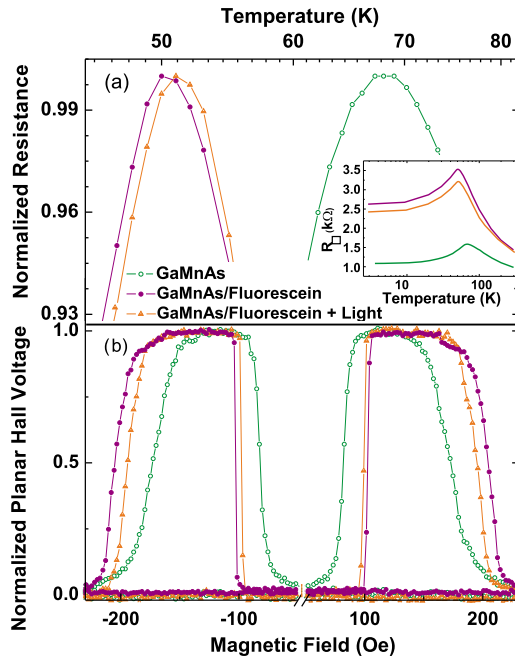 Temperature (K)
50 60 70 80
(a)
Normalized Resistance
0.99
0.96
0.93
3.5
3.0
2.5
2.0
1.5
1.0
R□ (kΩ)
10 100
Temperature (K)
GaMnAs
GaMnAs/Fluorescein
GaMnAs/Fluorescein + Light
(b)
Normalized Planar Hall Voltage
1.0
0.5
0.0
-200 -100 100 200
Magnetic Field (Oe)